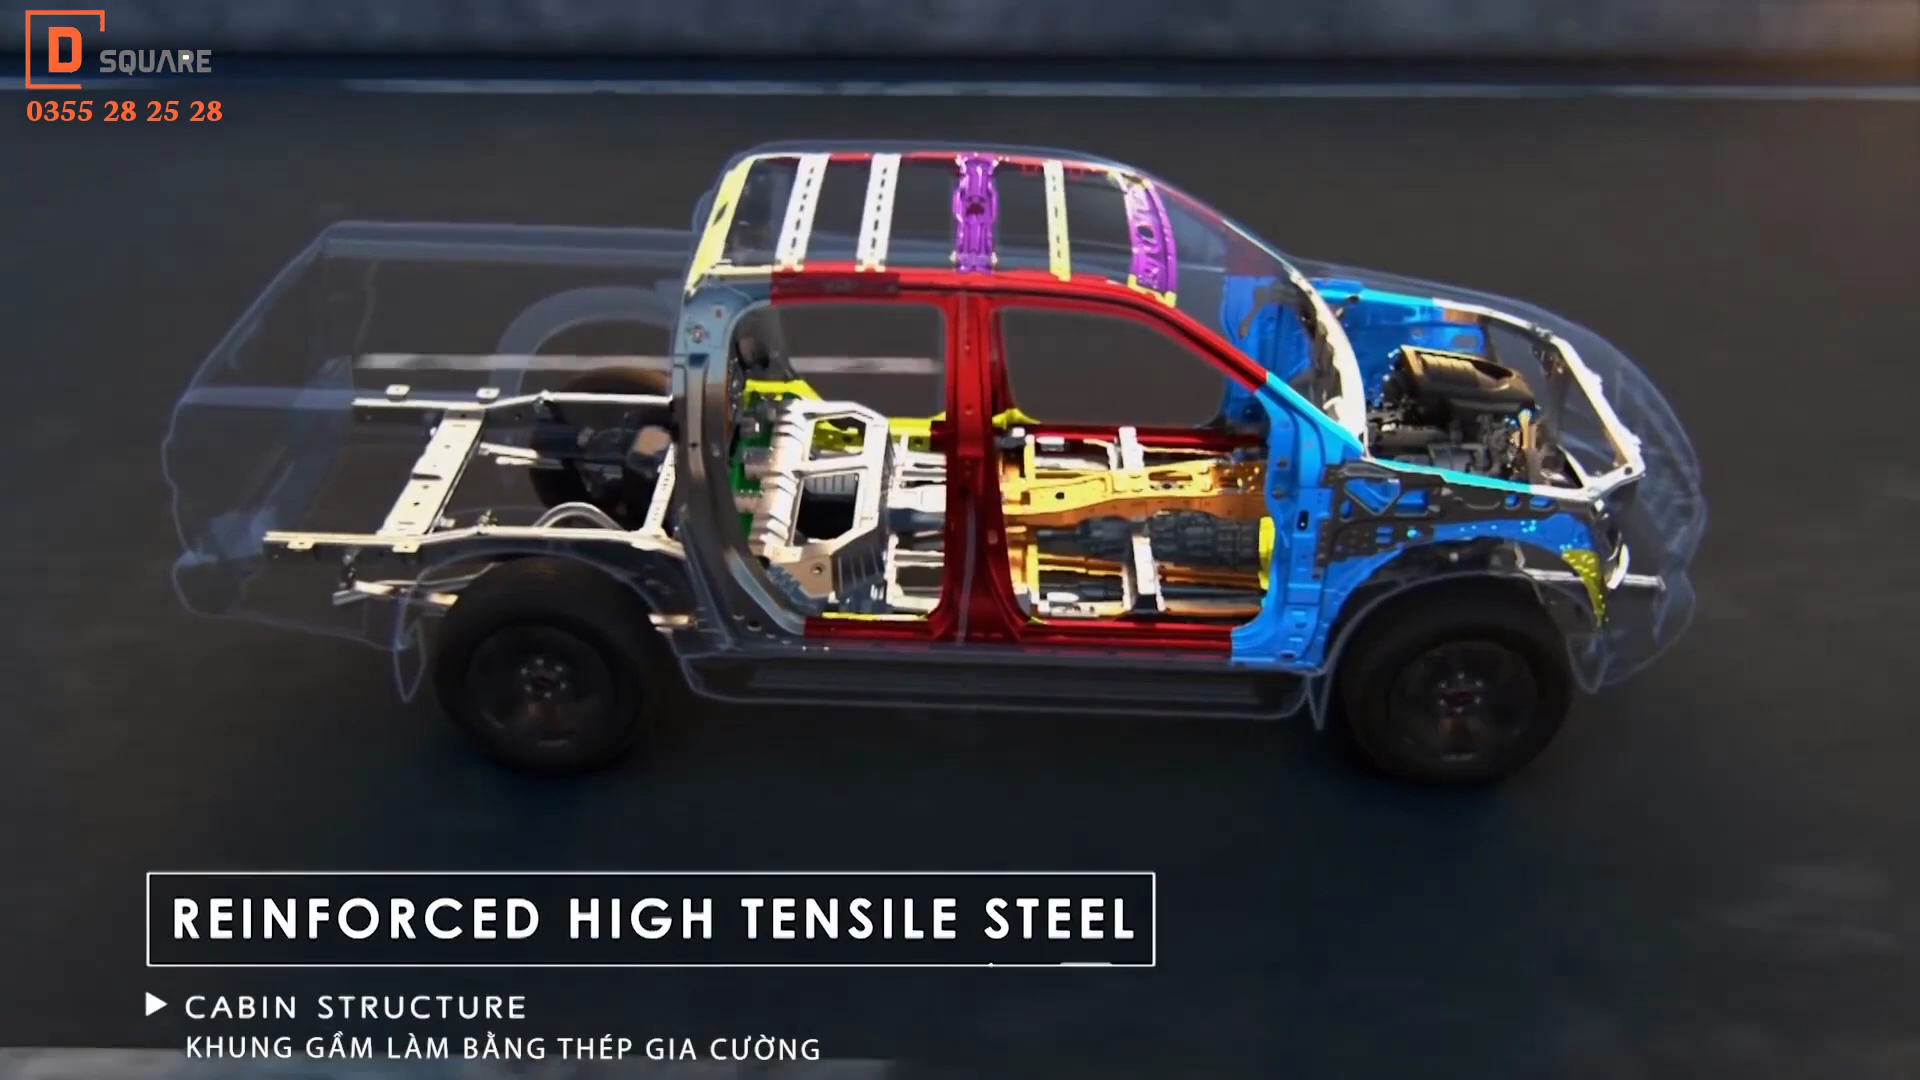 D SQUARE
0355 28 25 28
REINFORCED HIGH TENSILE STEEL
CABIN STRUCTURE
KHUNG GẦM LÀM BẰNG THÉP GIA CƯỜNG